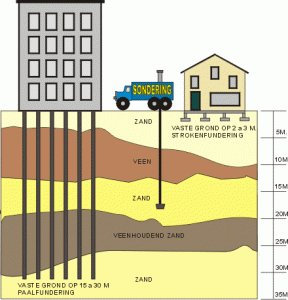 SONDERING
ZAND
VASTE GROND OP 2 a 3 M.
STROKENFUNDERING
5M.
VEEN
10M
15M
ZAND
20M
VEENHOUDEND ZAND
25M
30M
VASTE GROND OP 15 a 30 M.
PAALFUNDERING
ZAND
35M